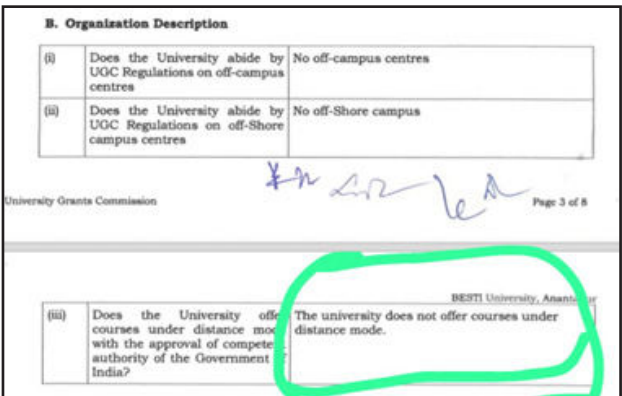 B. Organization Description
(i) Does the University abide by No off-campus centres
UGC Regulations on off-campus
centres
(ii) Does the University abide by No off-Shore campus
UGC Regulations on off-Shore
campus centres
University Grants Commission Page 3 of 8
BESTI University,
(iii) Does the University The university does not offer courses under
courses under distance distance mode.
with the approval of
authority of the Government
India?